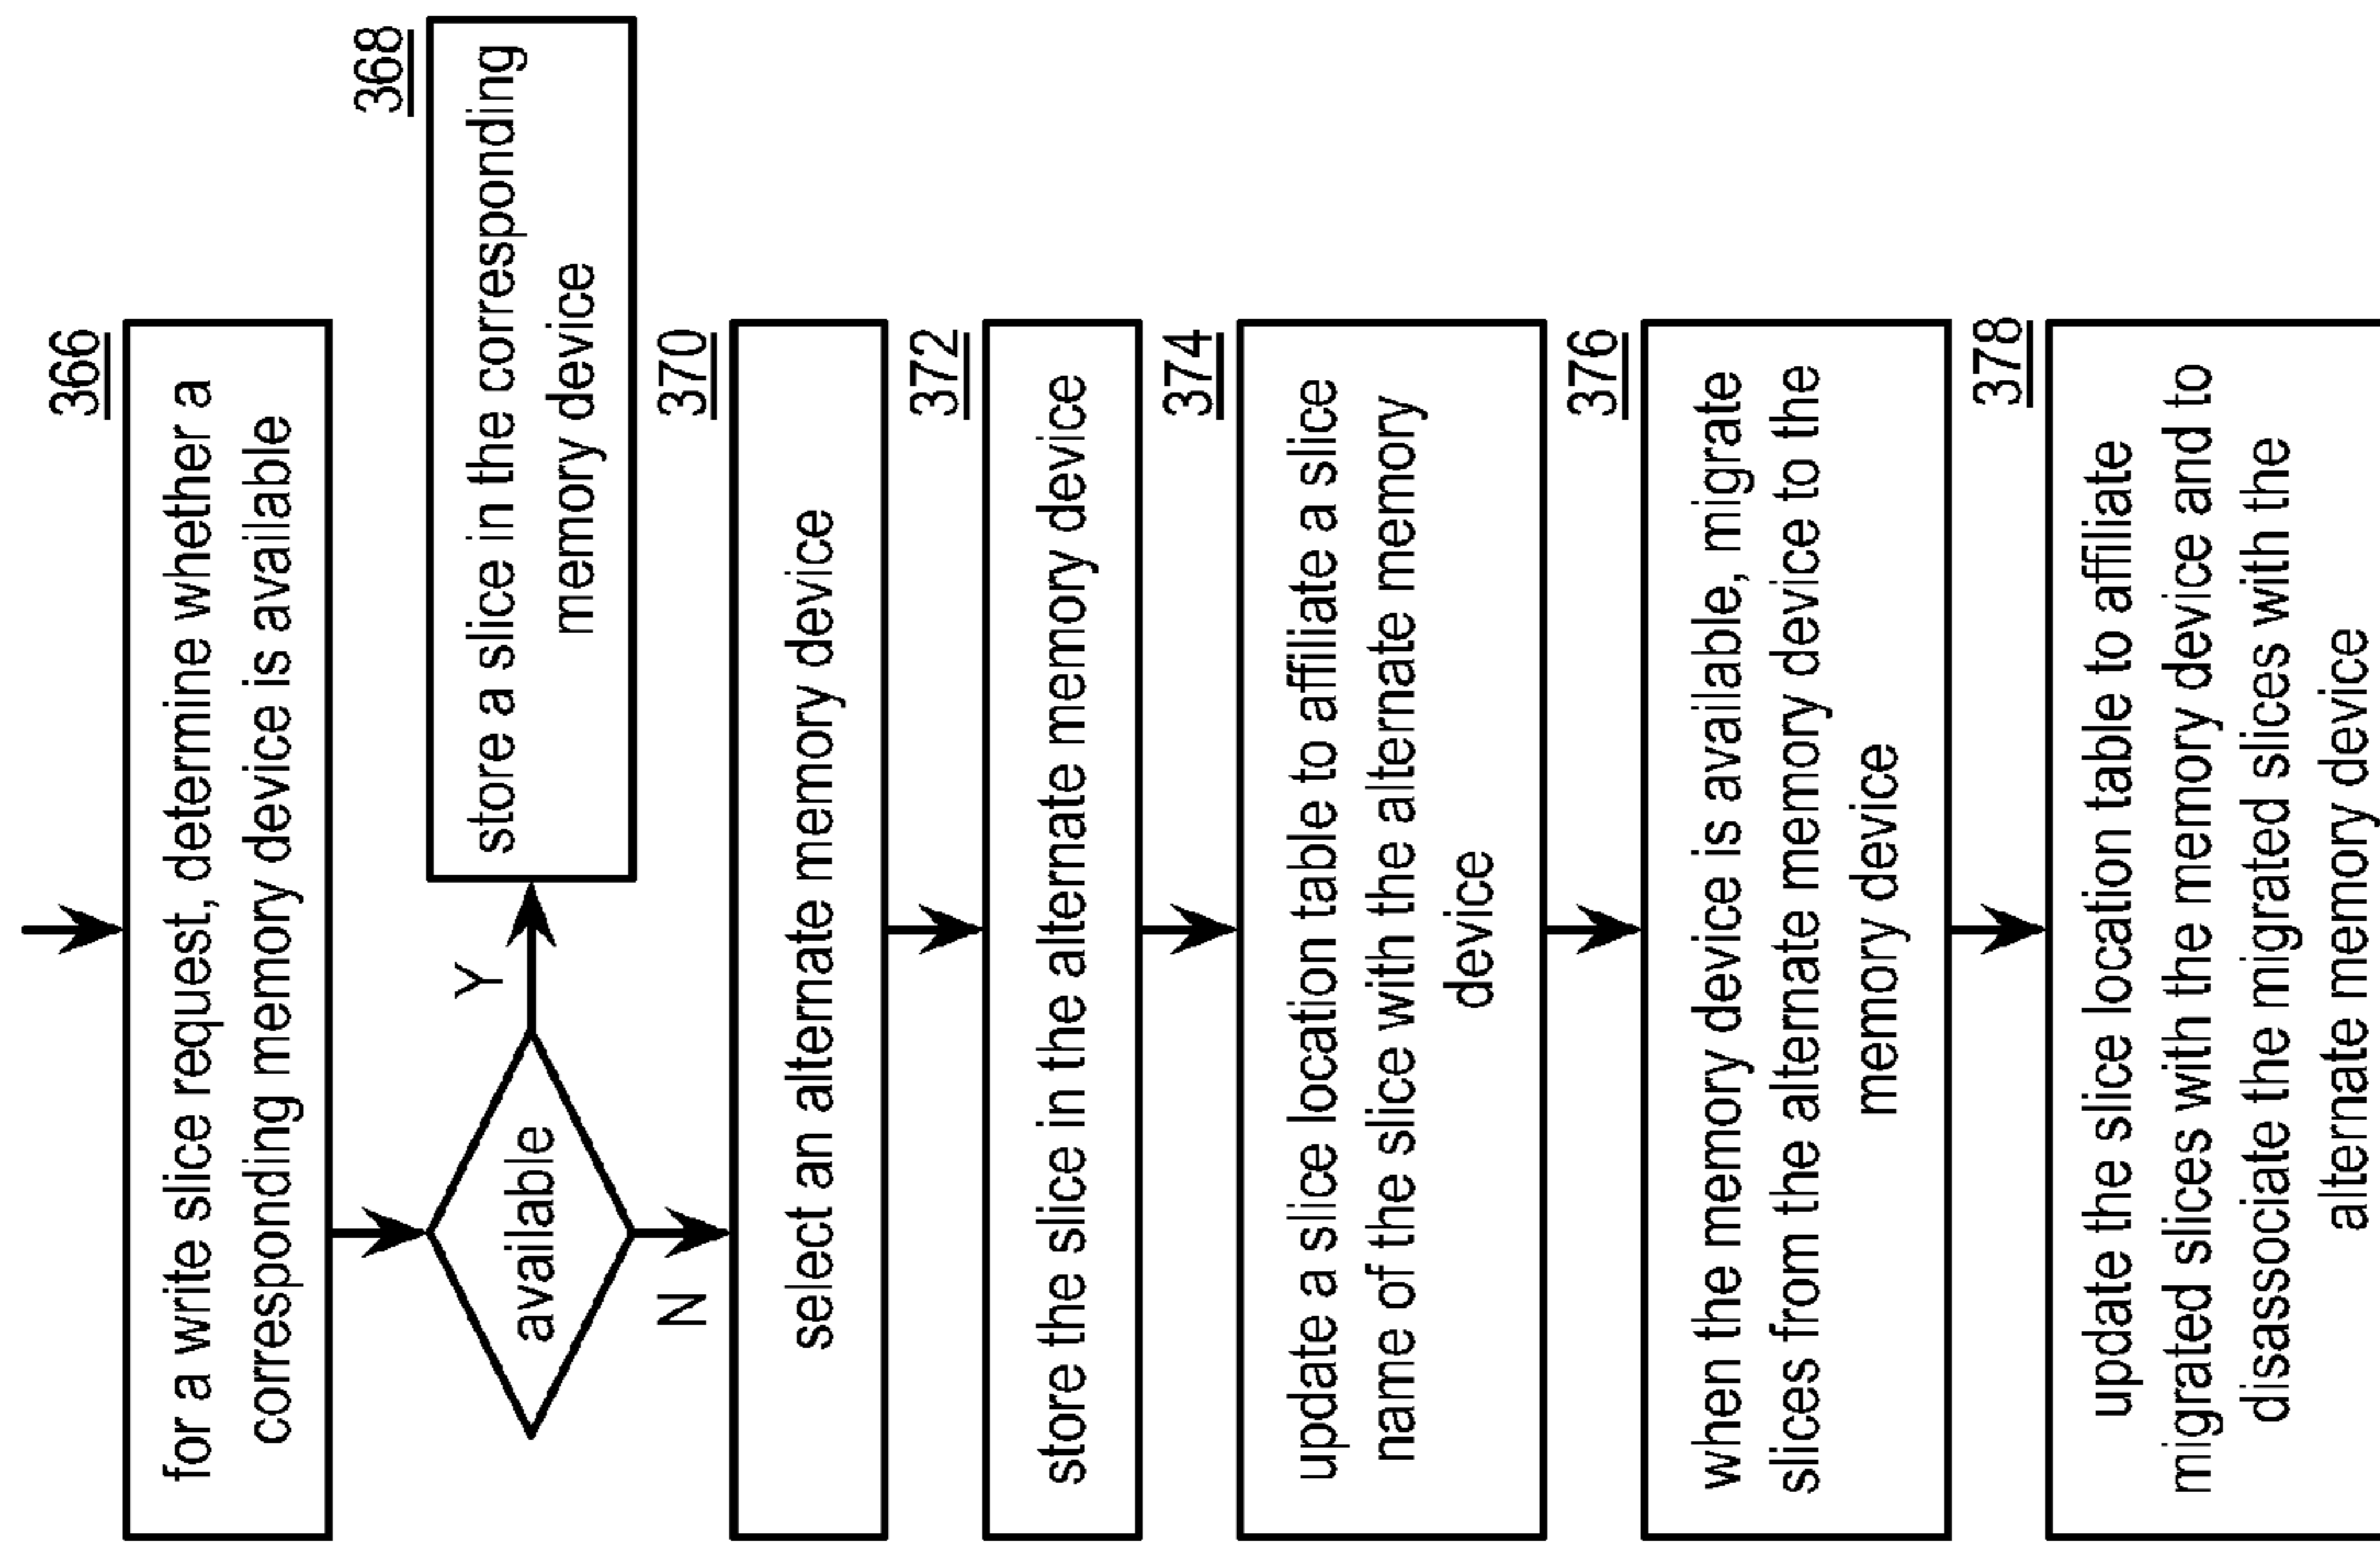 366
for a write slice request, determine whether a
corresponding memory device is available
available
Y
368
store a slice in the corresponding
memory device
N
370
select an alternate memory device
372
store the slice in the alternate memory device
374
update a slice location table to affiliate a slice
name of the slice with the alternate memory
device
376
when the memory device is available, migrate
slices from the alternate memory device to the
memory device
378
update the slice location table to affiliate
migrated slices with the memory device and to
disassociate the migrated slices with the
alternate memory device